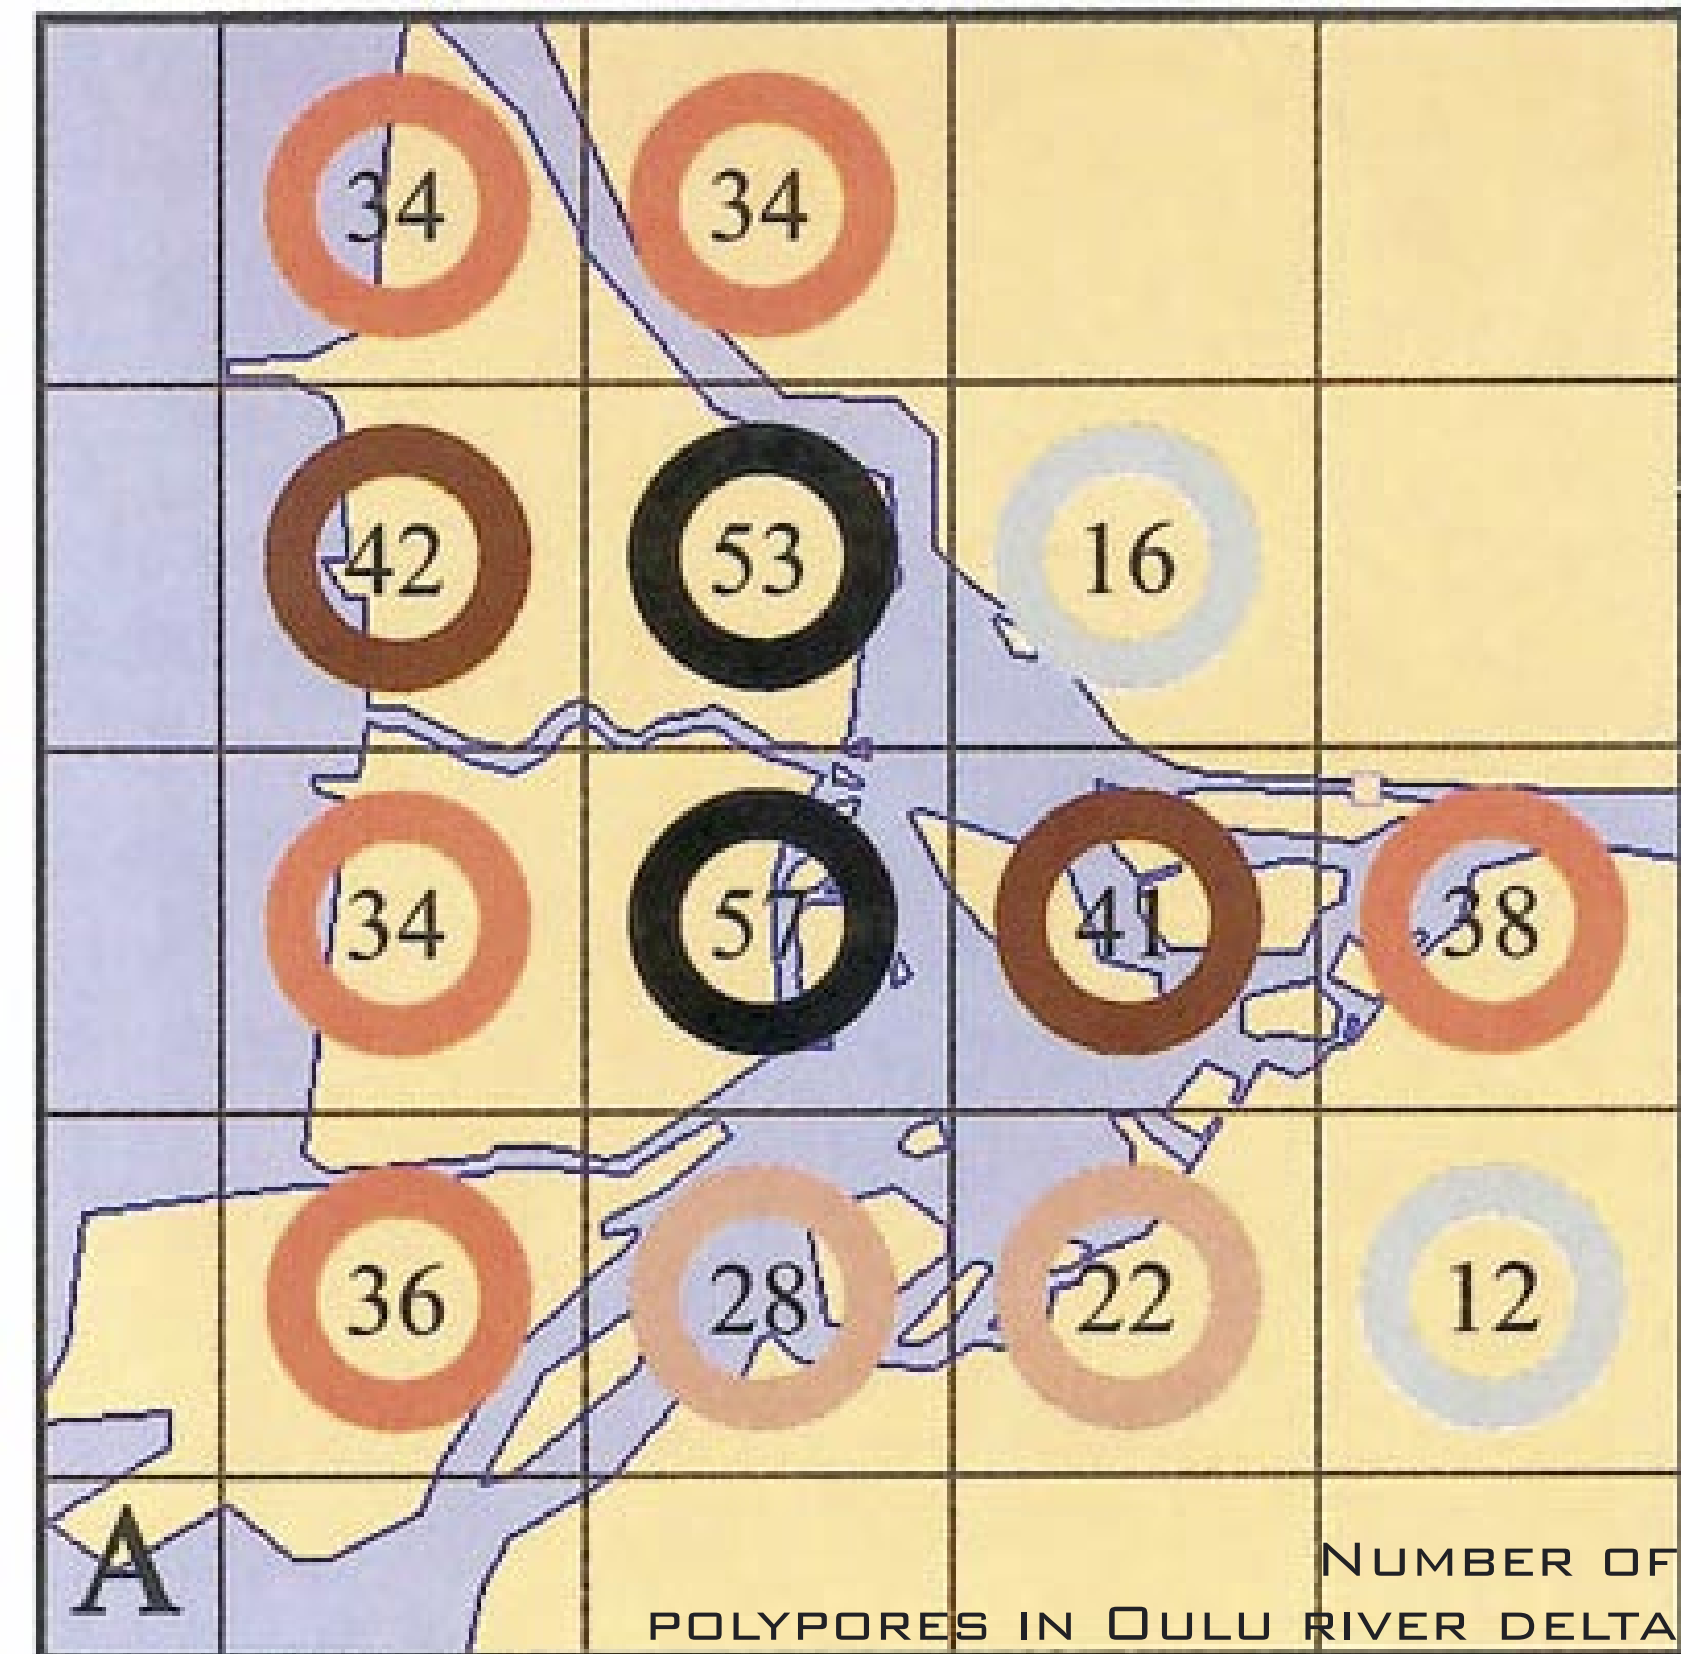 34 34
42 53 16
34 57 41 38
36 28 22 12
A
Number of
polypores in Oulu river delta